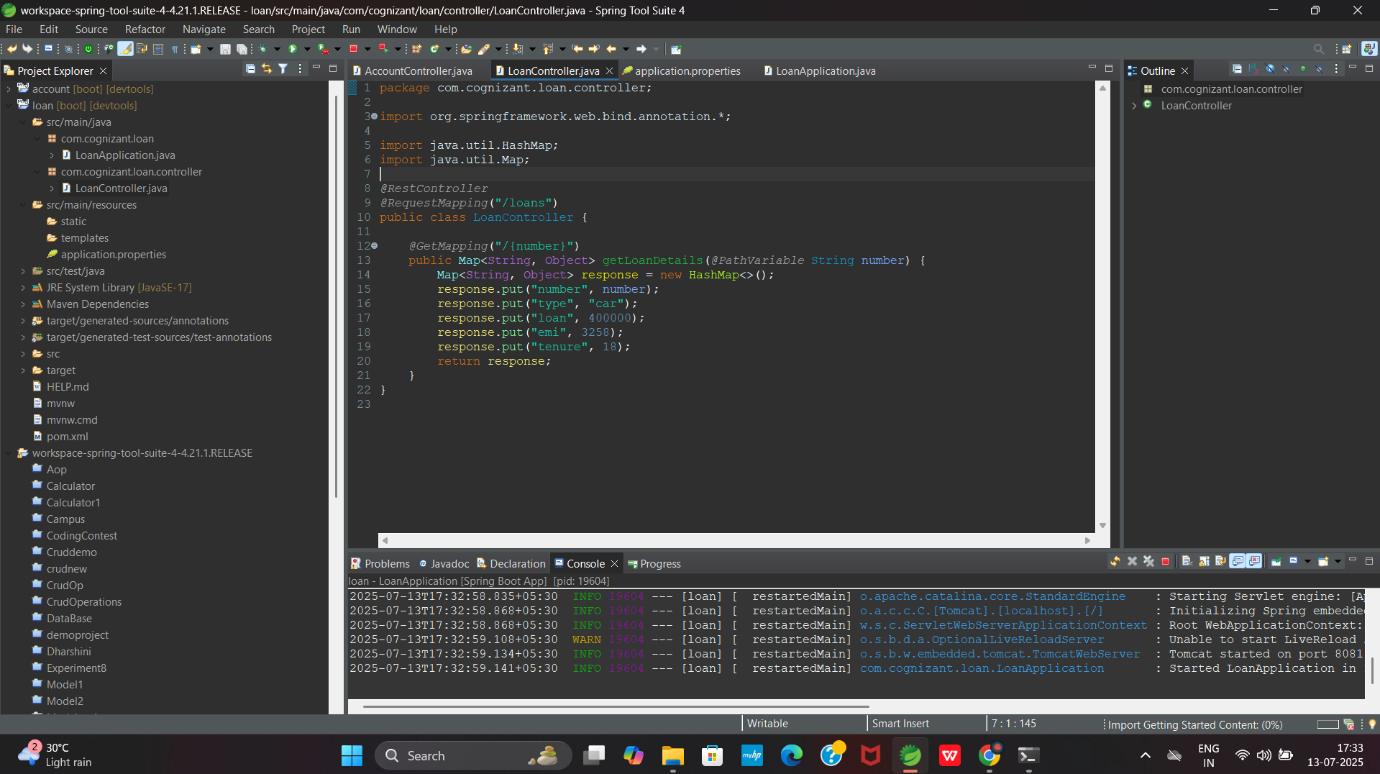 workspace-spring-tool-suite-4-4.21.1.RELEASE - loan/src/main/java/com/cognizant/loan/controller/LoanController.java - Spring Tool Suite 4
File Edit Source Refactor Navigate Search Project Run Window Help
Project Explorer
account [boot] [devtools]
loan [boot] [devtools]
src/main/java
com.cognizant.loan
LoanApplication.java
com.cognizant.loan.controller
LoanController.java
src/main/resources
static
templates
application.properties
src/test/java
JRE System Library [JavaSE-17]
Maven Dependencies
target/generated-sources/annotations
target/generated-test-sources/test-annotations
src
target
HELP.md
mvnw
mvnw.cmd
pom.xml
workspace-spring-tool-suite-4-4.21.1.RELEASE
Aop
Calculator
Calculator1
Campus
CodingContest
Cruddemo
crudnew
CrudOp
CrudOperations
DataBase
demoproject
Dharshini
Experiment8
Model1
Model2
AccountController.java LoanController.java application.properties LoanApplication.java
1 package com.cognizant.loan.controller;
2
3 import org.springframework.web.bind.annotation.*;
4
5 import java.util.HashMap;
6 import java.util.Map;
7
8 @RestController
9 @RequestMapping("/loans")
10 public class LoanController {
11
12 @GetMapping("/{number}")
13 public Map<String, Object> getLoanDetails(@PathVariable String number) {
14 Map<String, Object> response = new HashMap<>();
15 response.put("number", number);
16 response.put("type", "car");
17 response.put("loan", 400000);
18 response.put("emi", 3258);
19 response.put("tenure", 18);
20 return response;
21 }
22 }
23
Outline
com.cognizant.loan.controller
LoanController
Problems Javadoc Declaration Console Progress
loan - LoanApplication [Spring Boot App] [pid: 19604]
2025-07-13T17:32:58.835+05:30 INFO 19604 --- [loan] [ restartedMain] o.apache.catalina.core.StandardEngine : Starting Servlet engine: [A
2025-07-13T17:32:58.868+05:30 INFO 19604 --- [loan] [ restartedMain] o.a.c.c.C.[Tomcat].[localhost].[/] : Initializing Spring embedde
2025-07-13T17:32:58.868+05:30 INFO 19604 --- [loan] [ restartedMain] w.s.c.ServletWebServerApplicationContext : Root WebApplicationContext:
2025-07-13T17:32:59.108+05:30 WARN 19604 --- [loan] [ restartedMain] o.s.b.d.a.OptionalLiveReloadServer : Unable to start LiveReload
2025-07-13T17:32:59.134+05:30 INFO 19604 --- [loan] [ restartedMain] o.s.b.w.embedded.tomcat.TomcatWebServer : Tomcat started on port 8081
2025-07-13T17:32:59.141+05:30 INFO 19604 --- [loan] [ restartedMain] com.cognizant.loan.LoanApplication : Started LoanApplication in
Writable Smart Insert 7 : 1 : 145 Import Getting Started Content: (0%)
2
30°C
Light rain
Search
ENG
IN
17:33
13-07-2025